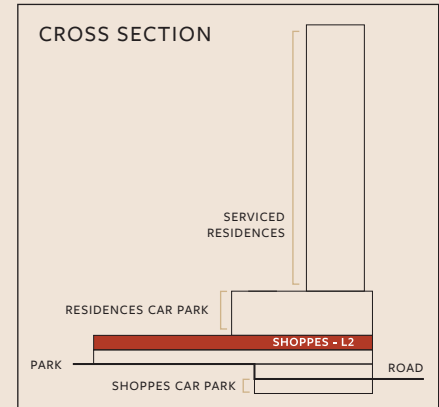 CROSS SECTION
SERVICED
RESIDENCES
RESIDENCES CAR PARK
SHOPPES - L2
PARK
ROAD
SHOPPES CAR PARK